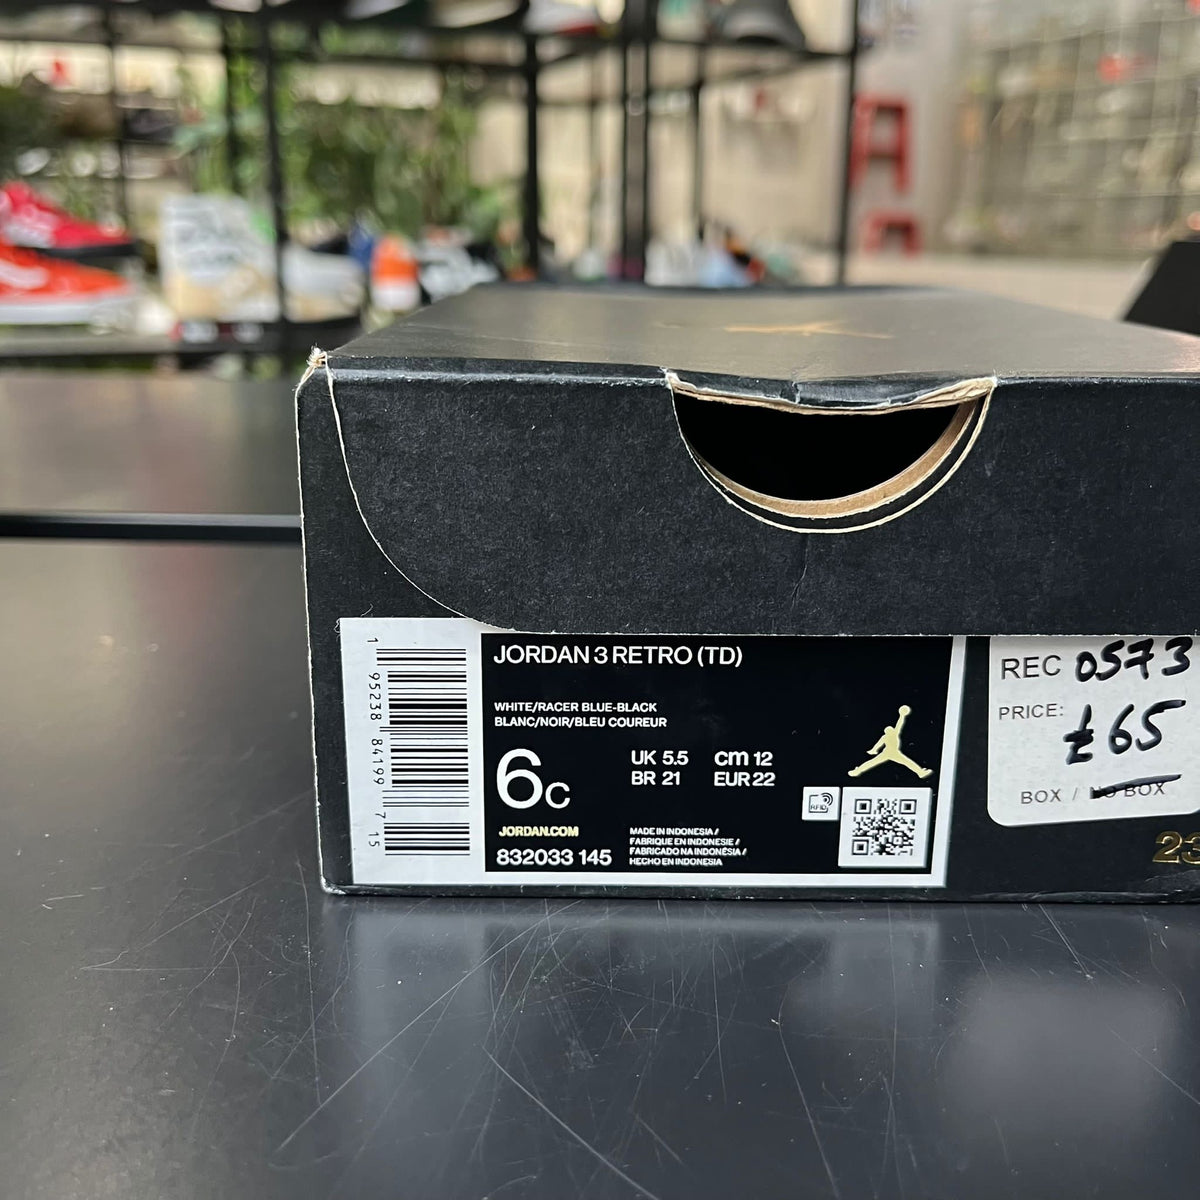 1 95238 84199 7 15
JORDAN 3 RETRO (TD)
WHITE/RACER BLUE-BLACK
BLANC/NOIR/BLEU COUREUR
6C
UK 5.5 cm 12
BR 21 EUR 22
RFID
JORDAN.COM
832033 145
MADE IN INDONESIA /
FABRIQUE EN INDONESIE /
FABRICADO NA INDONÉSIA /
HECHO EN INDONESIA
REC 0573
PRICE: £65
BOX / NO BOX
23